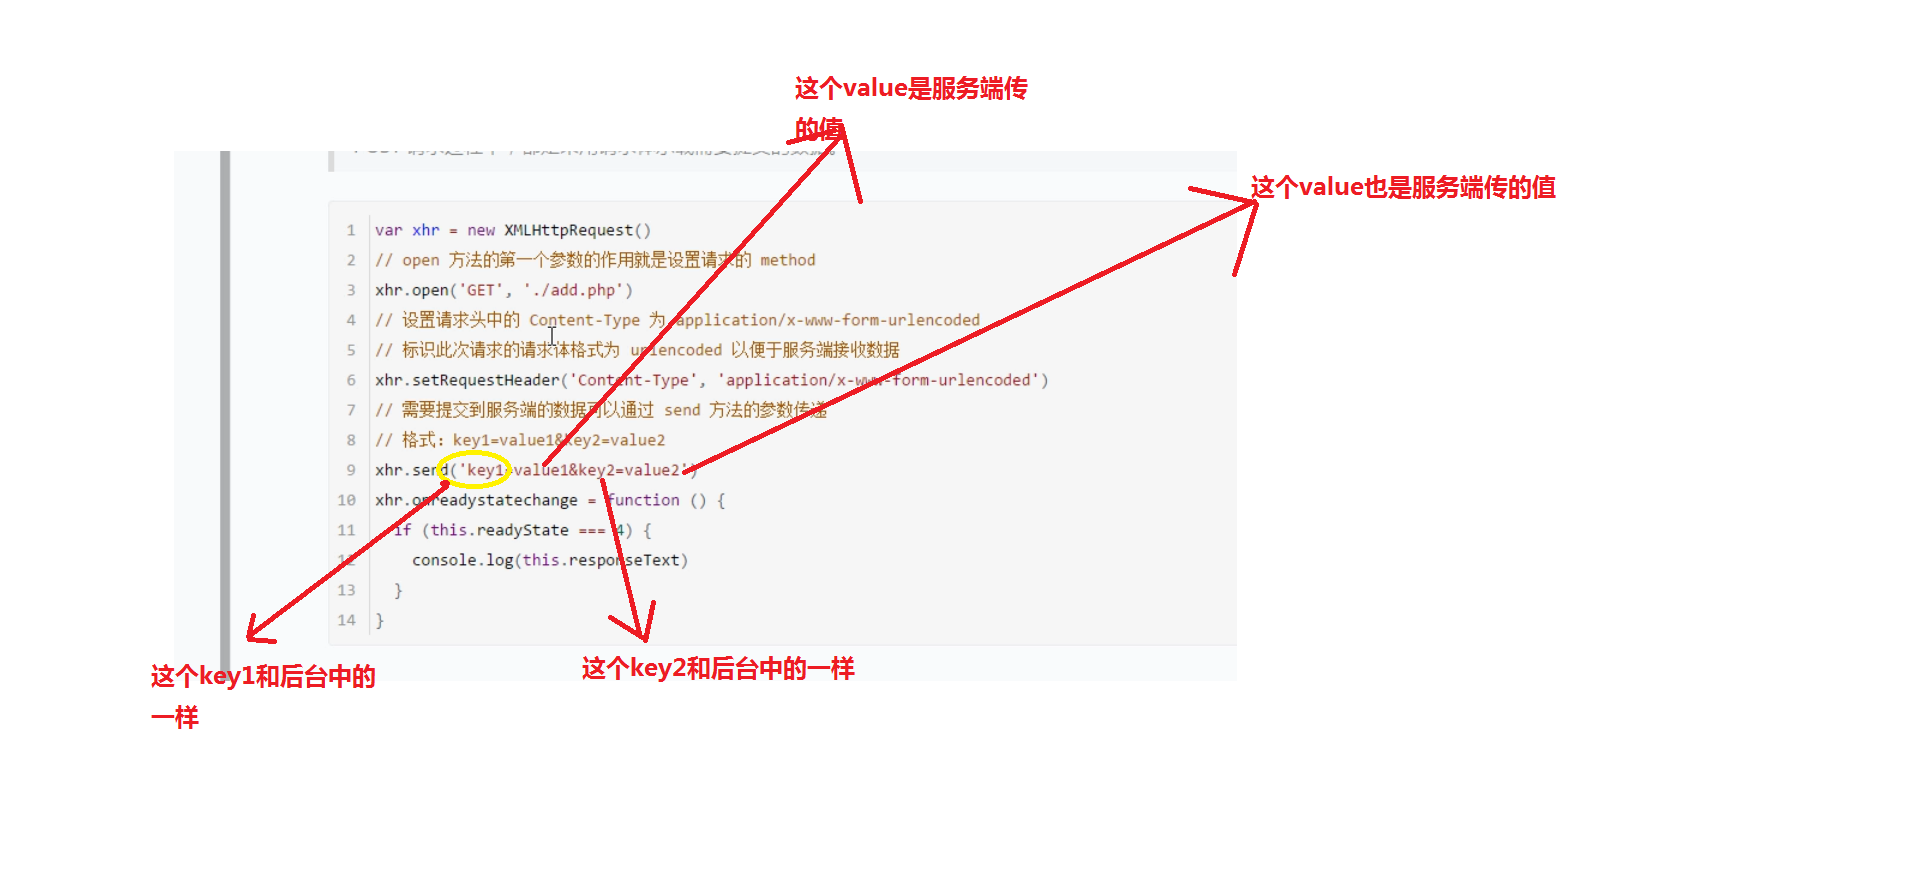 这个value是服务端传
的值
这个value也是服务端传的值
1 var xhr = new XMLHttpRequest()
2 // open 方法的第一个参数的作用就是设置请求的 method
3 xhr.open('GET', './add.php')
4 // 设置请求头中的 Content-Type 为 application/x-www-form-urlencoded
5 // 标识此次请求的请求体格式为 urlencoded 以便于服务端接收数据
6 xhr.setRequestHeader('Content-Type', 'application/x-www-form-urlencoded')
7 // 需要提交到服务端的数据可以通过 send 方法的参数传递
8 // 格式：key1=value1&key2=value2
9 xhr.send('key1=value1&key2=value2')
10 xhr.onreadystatechange = function () {
11 if (this.readyState === 4) {
12 console.log(this.responseText)
13 }
14 }
这个key1和后台中的
一样
这个key2和后台中的一样